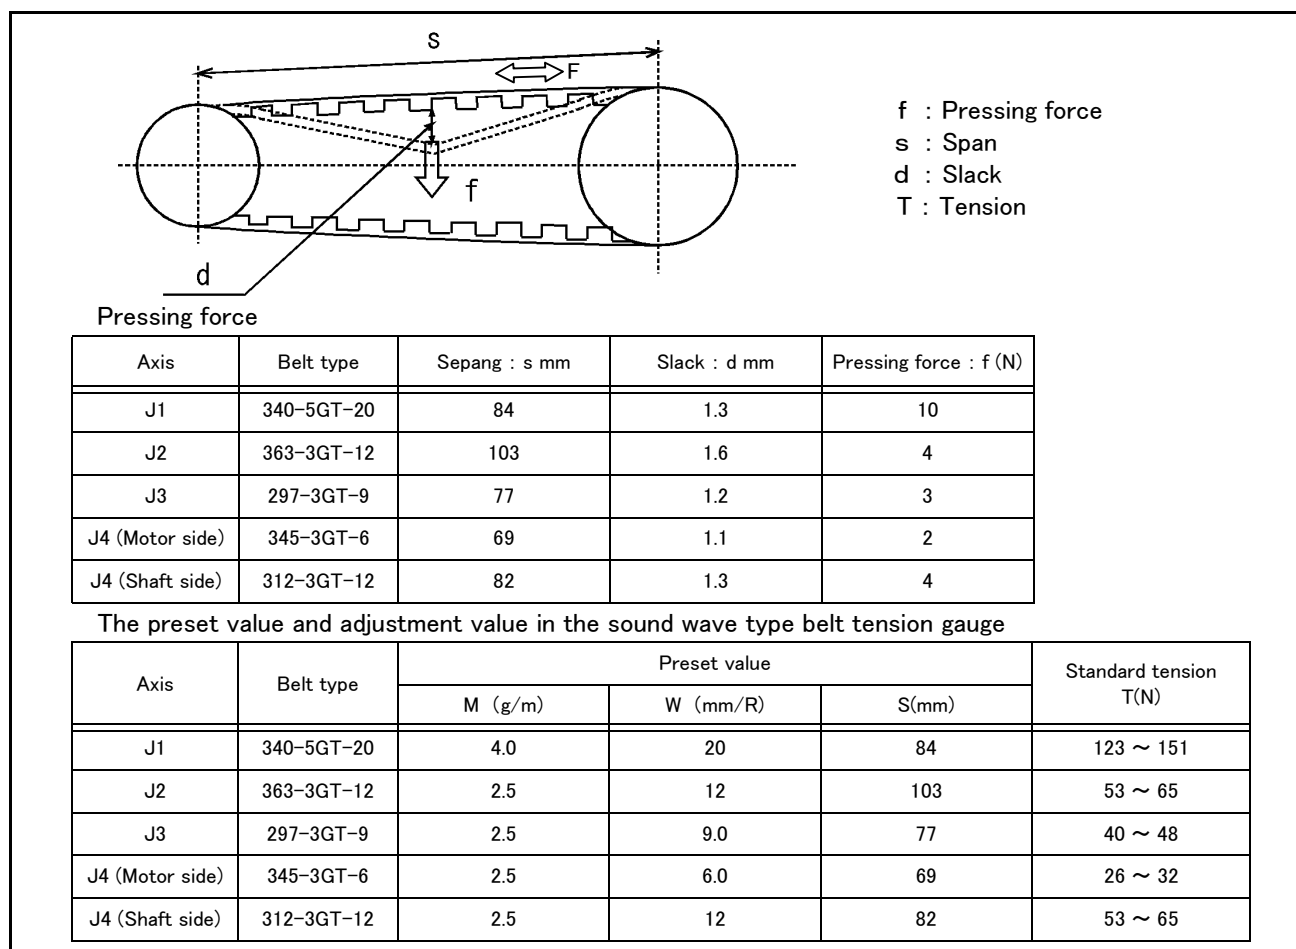 s
F
f : Pressing force
s : Span
d : Slack
T : Tension
f
d
Pressing force
Axis Belt type Sepang : s mm Slack : d mm Pressing force : f (N)
J1 340-5GT-20 84 1.3 10
J2 363-3GT-12 103 1.6 4
J3 297-3GT-9 77 1.2 3
J4 (Motor side) 345-3GT-6 69 1.1 2
J4 (Shaft side) 312-3GT-12 82 1.3 4
The preset value and adjustment value in the sound wave type belt tension gauge
Axis Belt type Preset value Standard tension T(N)
M (g/m) W (mm/R) S(mm)
J1 340-5GT-20 4.0 20 84 123 ~ 151
J2 363-3GT-12 2.5 12 103 53 ~ 65
J3 297-3GT-9 2.5 9.0 77 40 ~ 48
J4 (Motor side) 345-3GT-6 2.5 6.0 69 26 ~ 32
J4 (Shaft side) 312-3GT-12 2.5 12 82 53 ~ 65